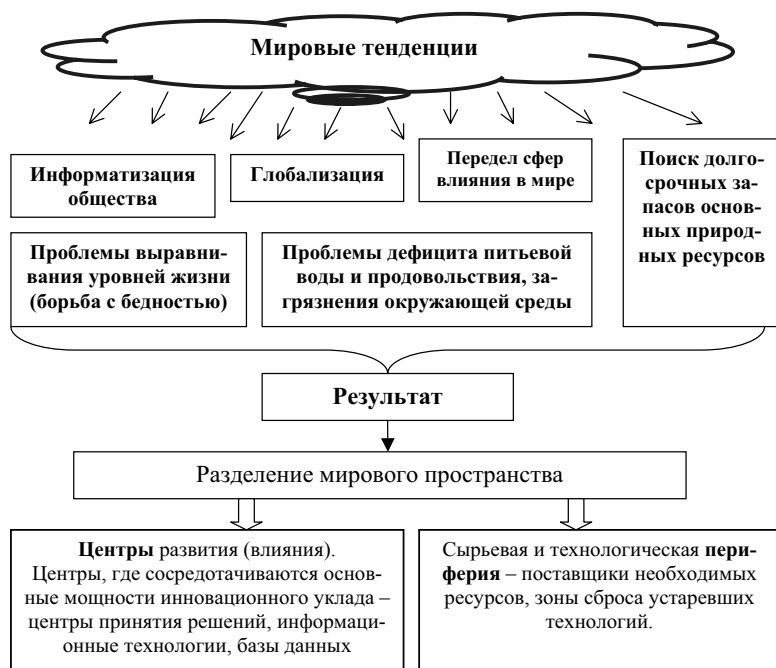 Мировые тенденции
Информатизация
общества
Глобализация
Передел сфер
влияния в мире
Поиск долго-
срочных за-
пасов основ-
ных природ-
ных ресурсов
Проблемы выравни-
вания уровней жизни
(борьба с бедностью)
Проблемы дефицита питьевой
воды и продовольствия, за-
грязнения окружающей среды
Результат
Разделение мирового пространства
Центры развития (влияния).
Центры, где сосредотачиваются основ-
ные мощности инновационного уклада –
центры принятия решений, информаци-
онные технологии, базы данных
Сырьевая и технологическая пери-
ферия – поставщики необходимых
ресурсов, зоны сброса устаревших
технологий.